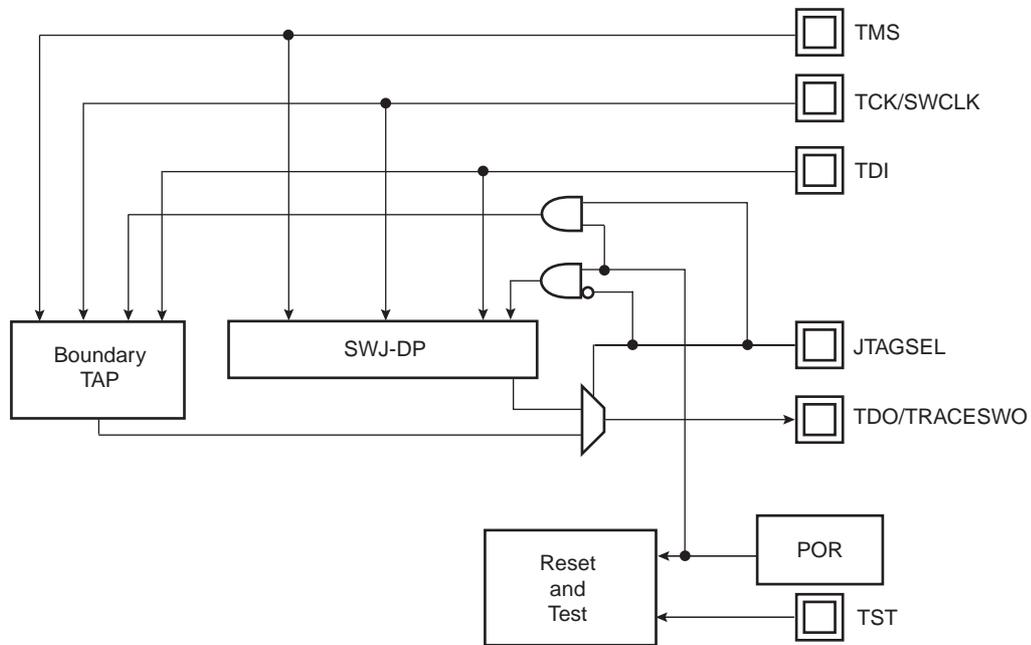 TMS
TCK/SWCLK
TDI
Boundary
TAP
SWJ-DP
JTAGSEL
TDO/TRACESWO
Reset
and
Test
POR
TST